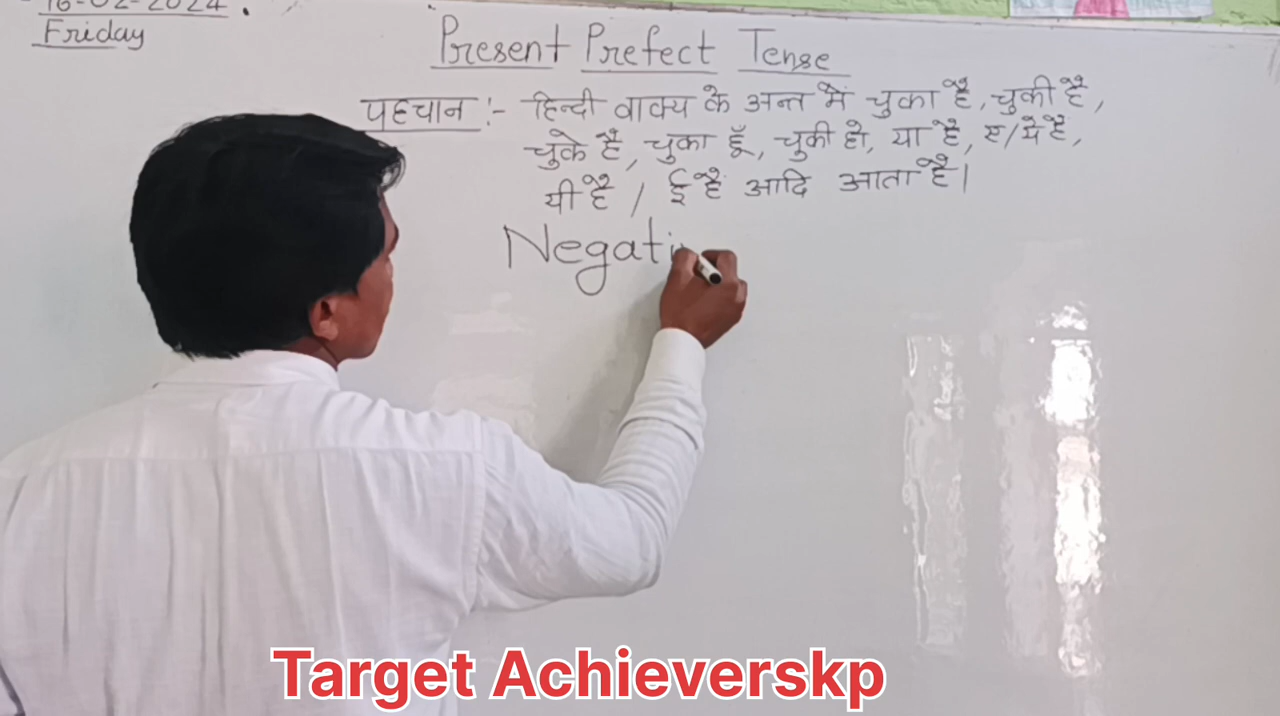 16-02-2024
Friday
Present Prefect Tense
पहचान :- हिन्दी वाक्य के अन्त में चुका है, चुकी है,
चुके है, चुका हूँ, चुकी हो, या है, ए/ये है,
यी है / ई है आदि आता है।
Negati
Target Achieverskp